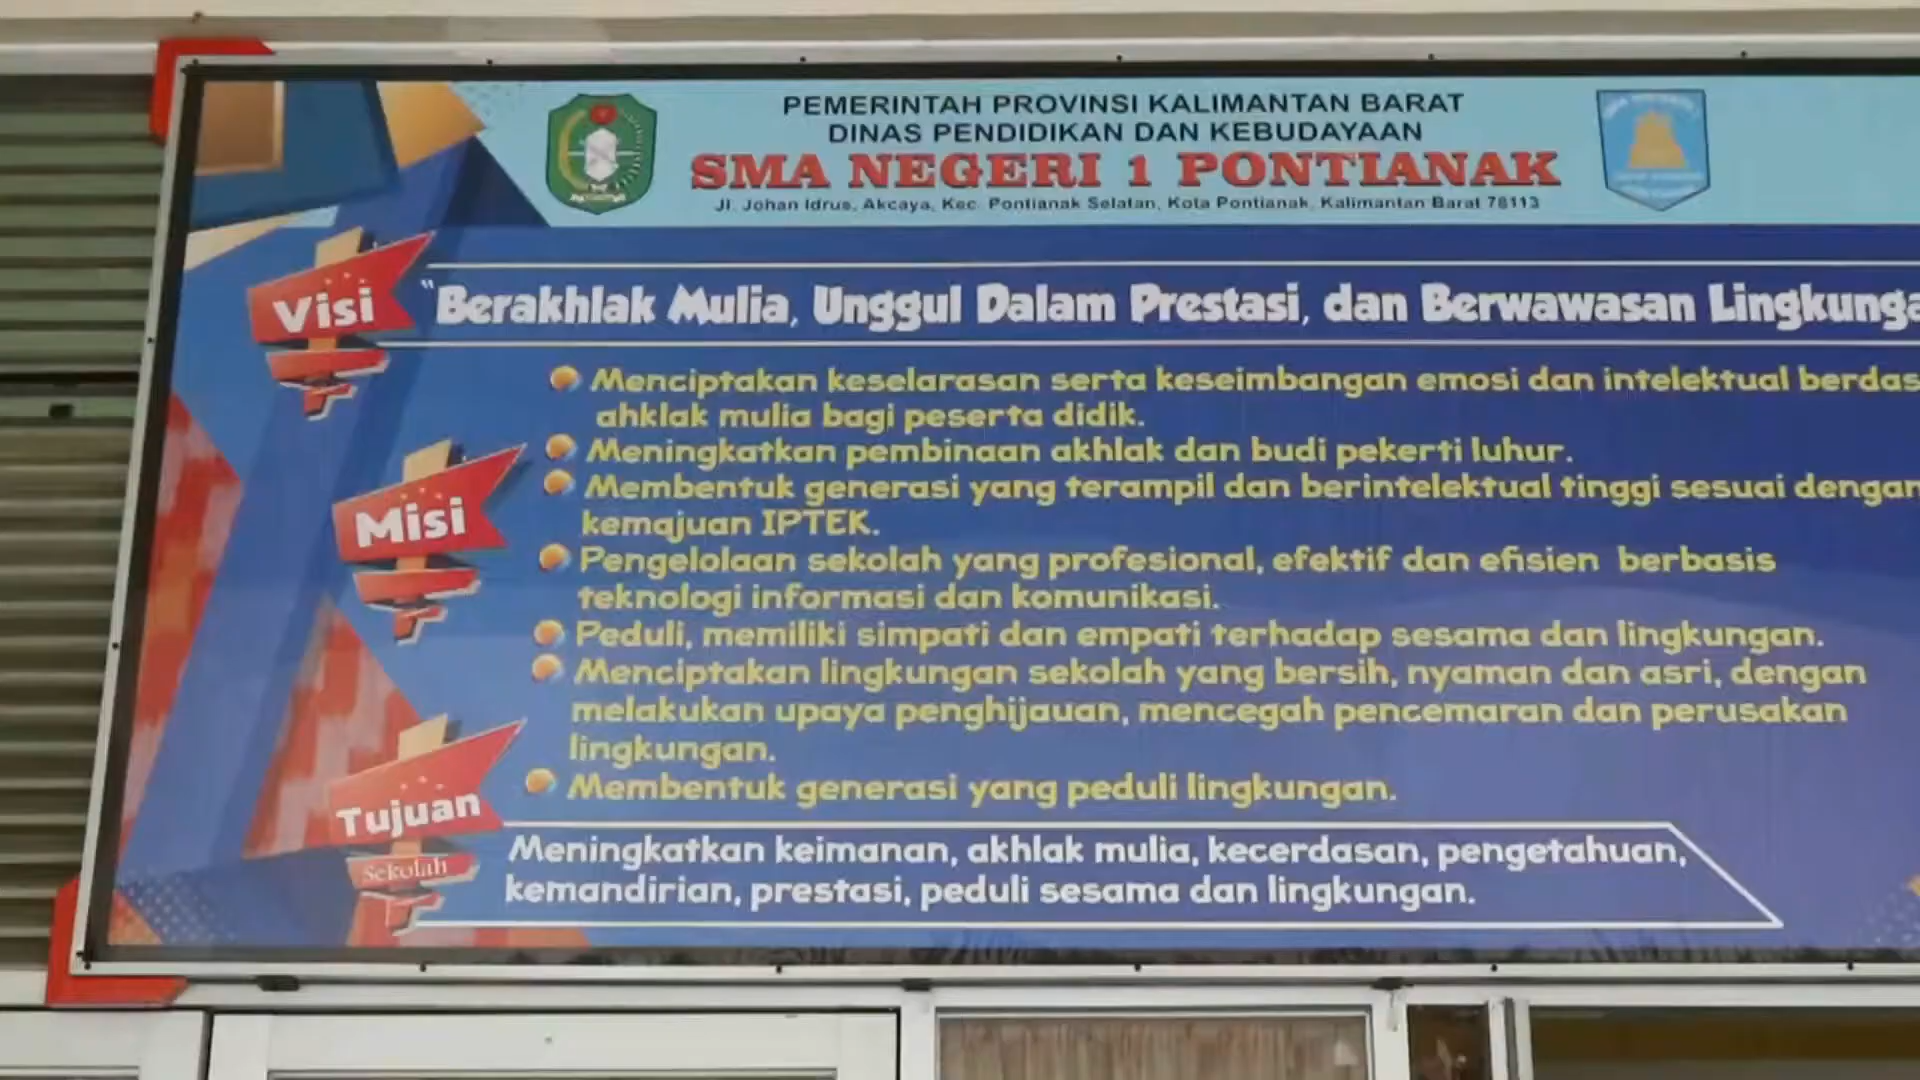 PEMERINTAH PROVINSI KALIMANTAN BARAT
DINAS PENDIDIKAN DAN KEBUDAYAAN
SMA NEGERI 1 PONTIANAK
Jl. Johan Idrus, Akcaya, Kec. Pontianak Selatan, Kota Pontianak, Kalimantan Barat 78113
Visi
"Berakhlak Mulia, Unggul Dalam Prestasi, dan Berwawasan Lingkunga
Misi
Menciptakan keselarasan serta keseimbangan emosi dan intelektual berdas
ahklak mulia bagi peserta didik.
Meningkatkan pembinaan akhlak dan budi pekerti luhur.
Membentuk generasi yang terampil dan berintelektual tinggi sesuai dengan
kemajuan IPTEK.
Pengelolaan sekolah yang profesional, efektif dan efisien berbasis
teknologi informasi dan komunikasi.
Peduli, memiliki simpati dan empati terhadap sesama dan lingkungan.
Menciptakan lingkungan sekolah yang bersih, nyaman dan asri, dengan
melakukan upaya penghijauan, mencegah pencemaran dan perusakan
lingkungan.
Membentuk generasi yang peduli lingkungan.
Tujuan
Sekolah
Meningkatkan keimanan, akhlak mulia, kecerdasan, pengetahuan,
kemandirian, prestasi, peduli sesama dan lingkungan.